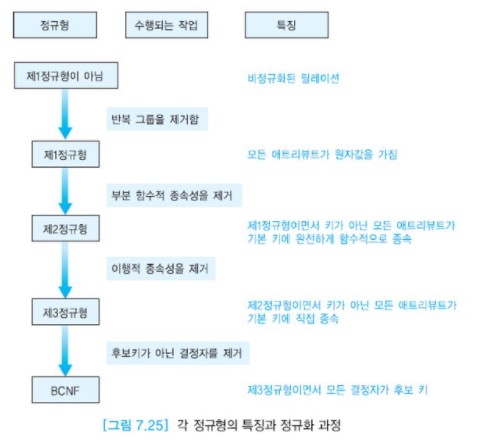 정규형 수행되는 작업 특징
제1정규형이 아님 비정규화된 릴레이션
반복 그룹을 제거함
제1정규형 모든 애트리뷰트가 원자값을 가짐
부분 함수적 종속성을 제거
제2정규형 제1정규형이면서 키가 아닌 모든 애트리뷰트가
기본 키에 완전하게 함수적으로 종속
이행적 종속성을 제거
제3정규형 제2정규형이면서 키가 아닌 모든 애트리뷰트가
기본 키에 직접 종속
후보키가 아닌 결정자를 제거
BCNF 제3정규형이면서 모든 결정자가 후보 키
[그림 7.25] 각 정규형의 특징과 정규화 과정